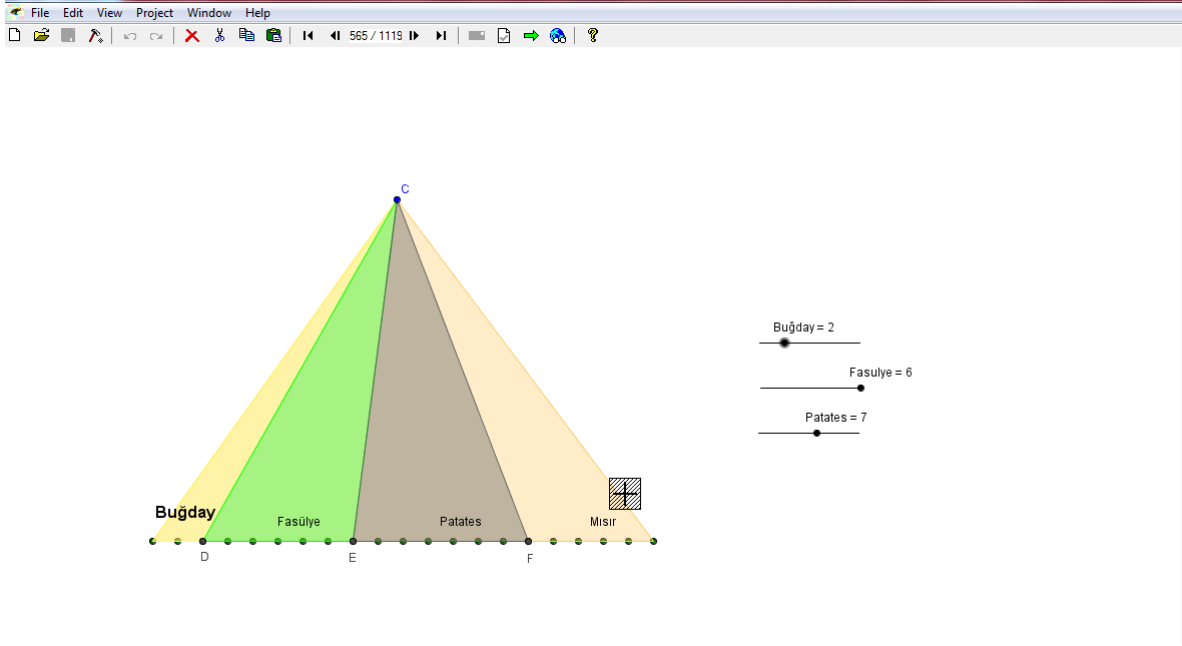 File Edit View Project Window Help
565 / 1119
C
Buğday = 2
Fasulye = 6
Patates = 7
Buğday
Fasülye
Patates
Mısır
D
E
F